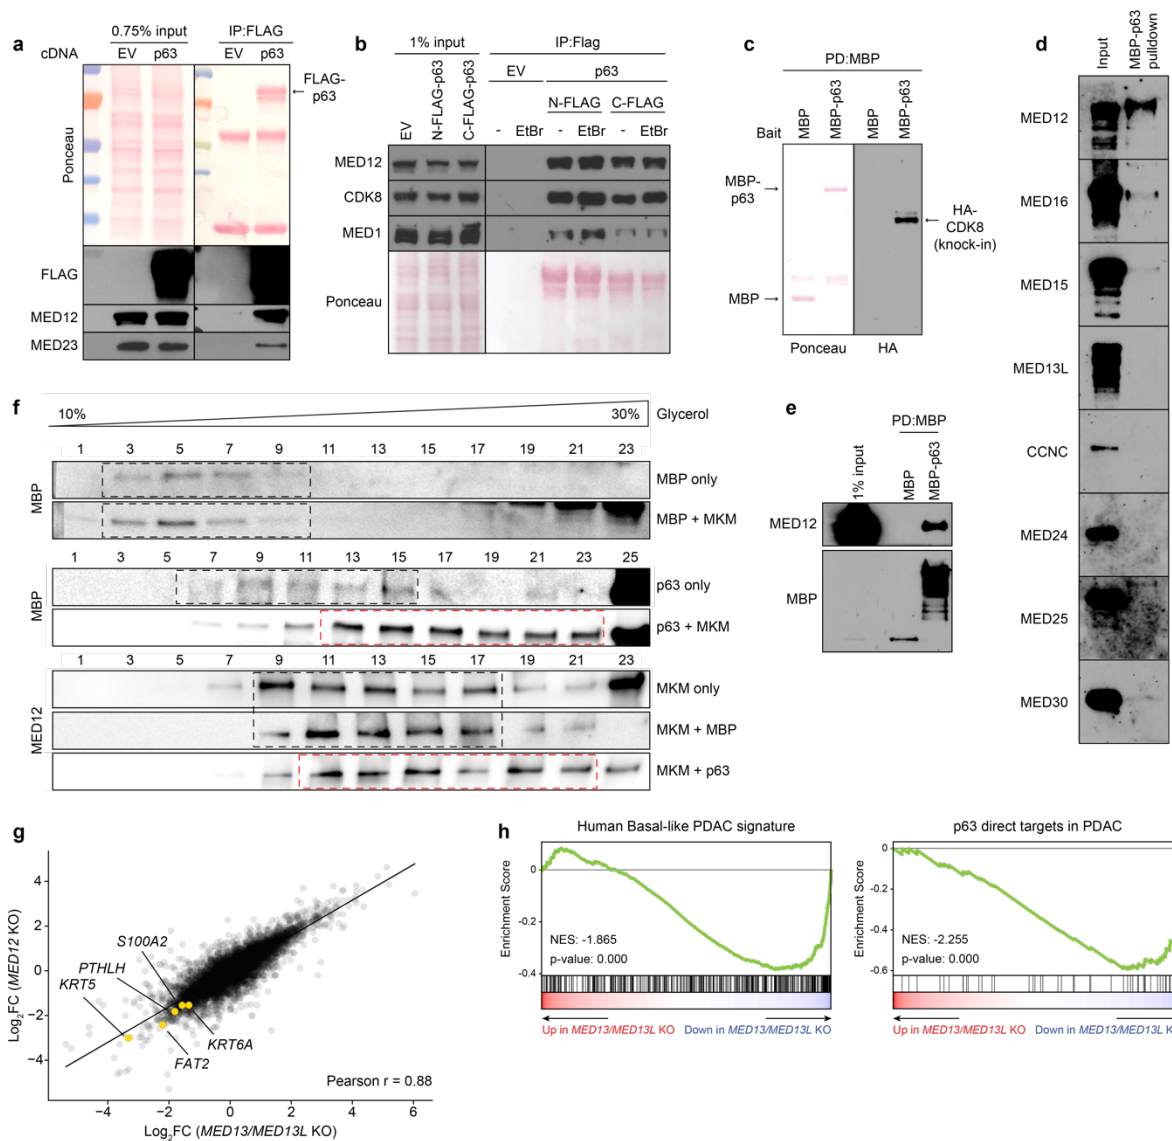 a
0.75% input
IP:FLAG
cDNA
EV
p63
EV
p63
FLAG-
p63
Ponceau
FLAG
MED12
MED23
b
1% input
IP:Flag
EV
p63
EV
N-FLAG-p63
C-FLAG-p63
N-FLAG
C-FLAG
-
EtBr
-
EtBr
-
EtBr
MED12
CDK8
MED1
Ponceau
c
PD:MBP
Bait
MBP
MBP-p63
MBP
MBP-p63
MBP-
p63
HA-
CDK8
(knock-in)
MBP
Ponceau
HA
d
Input
MBP-p63
pulldown
MED12
MED16
MED15
MED13L
CCNC
MED24
MED25
MED30
e
PD:MBP
1% input
MBP
MBP-p63
MED12
MBP
f
10%
30%
Glycerol
1 3 5 7 9 11 13 15 17 19 21 23
MBP
MBP only
MBP + MKM
1 3 5 7 9 11 13 15 17 19 21 25
MBP
p63 only
p63 + MKM
1 3 5 7 9 11 13 15 17 19 21 23
MED12
MKM only
MKM + MBP
MKM + p63
g
Log2FC (MED12 KO)
4
2
0
−2
−4
S100A2
PTHLH
KRT5
KRT6A
FAT2
Pearson r = 0.88
−4 −2 0 2 4 6
Log2FC (MED13/MED13L KO)
h
Human Basal-like PDAC signature
Enrichment Score
0
-0.2
-0.4
NES: -1.865
p-value: 0.000
Up in MED13/MED13L KO
Down in MED13/MED13L KO
p63 direct targets in PDAC
Enrichment Score
0
-0.2
-0.4
-0.6
NES: -2.255
p-value: 0.000
Up in MED13/MED13L KO
Down in MED13/MED13L K